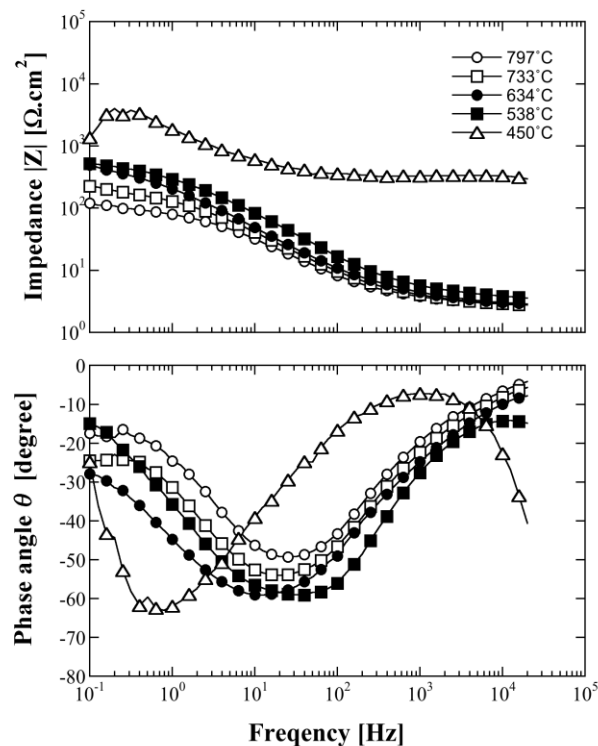 10^5
10^4
10^3
10^2
10^1
10^0
Impedance |Z| [Ω.cm^2]
797˚C
733˚C
634˚C
538˚C
450˚C
0
-10
-20
-30
-40
-50
-60
-70
-80
Phase angle θ [degree]
10^-1 10^0 10^1 10^2 10^3 10^4 10^5
Freqency [Hz]